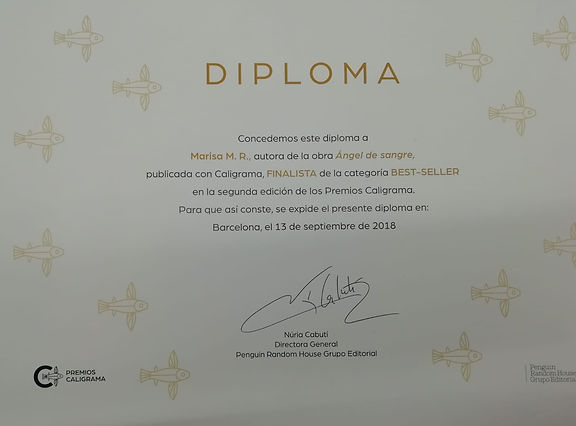 DIPLOMA
Concedemos este diploma a
Marisa M. R., autora de la obra Ángel de sangre,
publicada con Caligrama, FINALISTA de la categoría BEST-SELLER
en la segunda edición de los Premios Caligrama.
Para que así conste, se expide el presente diploma en:
Barcelona, el 13 de septiembre de 2018
Núria Cabutí
Directora General
Penguin Random House Grupo Editorial
PREMIOS
CALIGRAMA
Penguin
Random House
Grupo Editorial